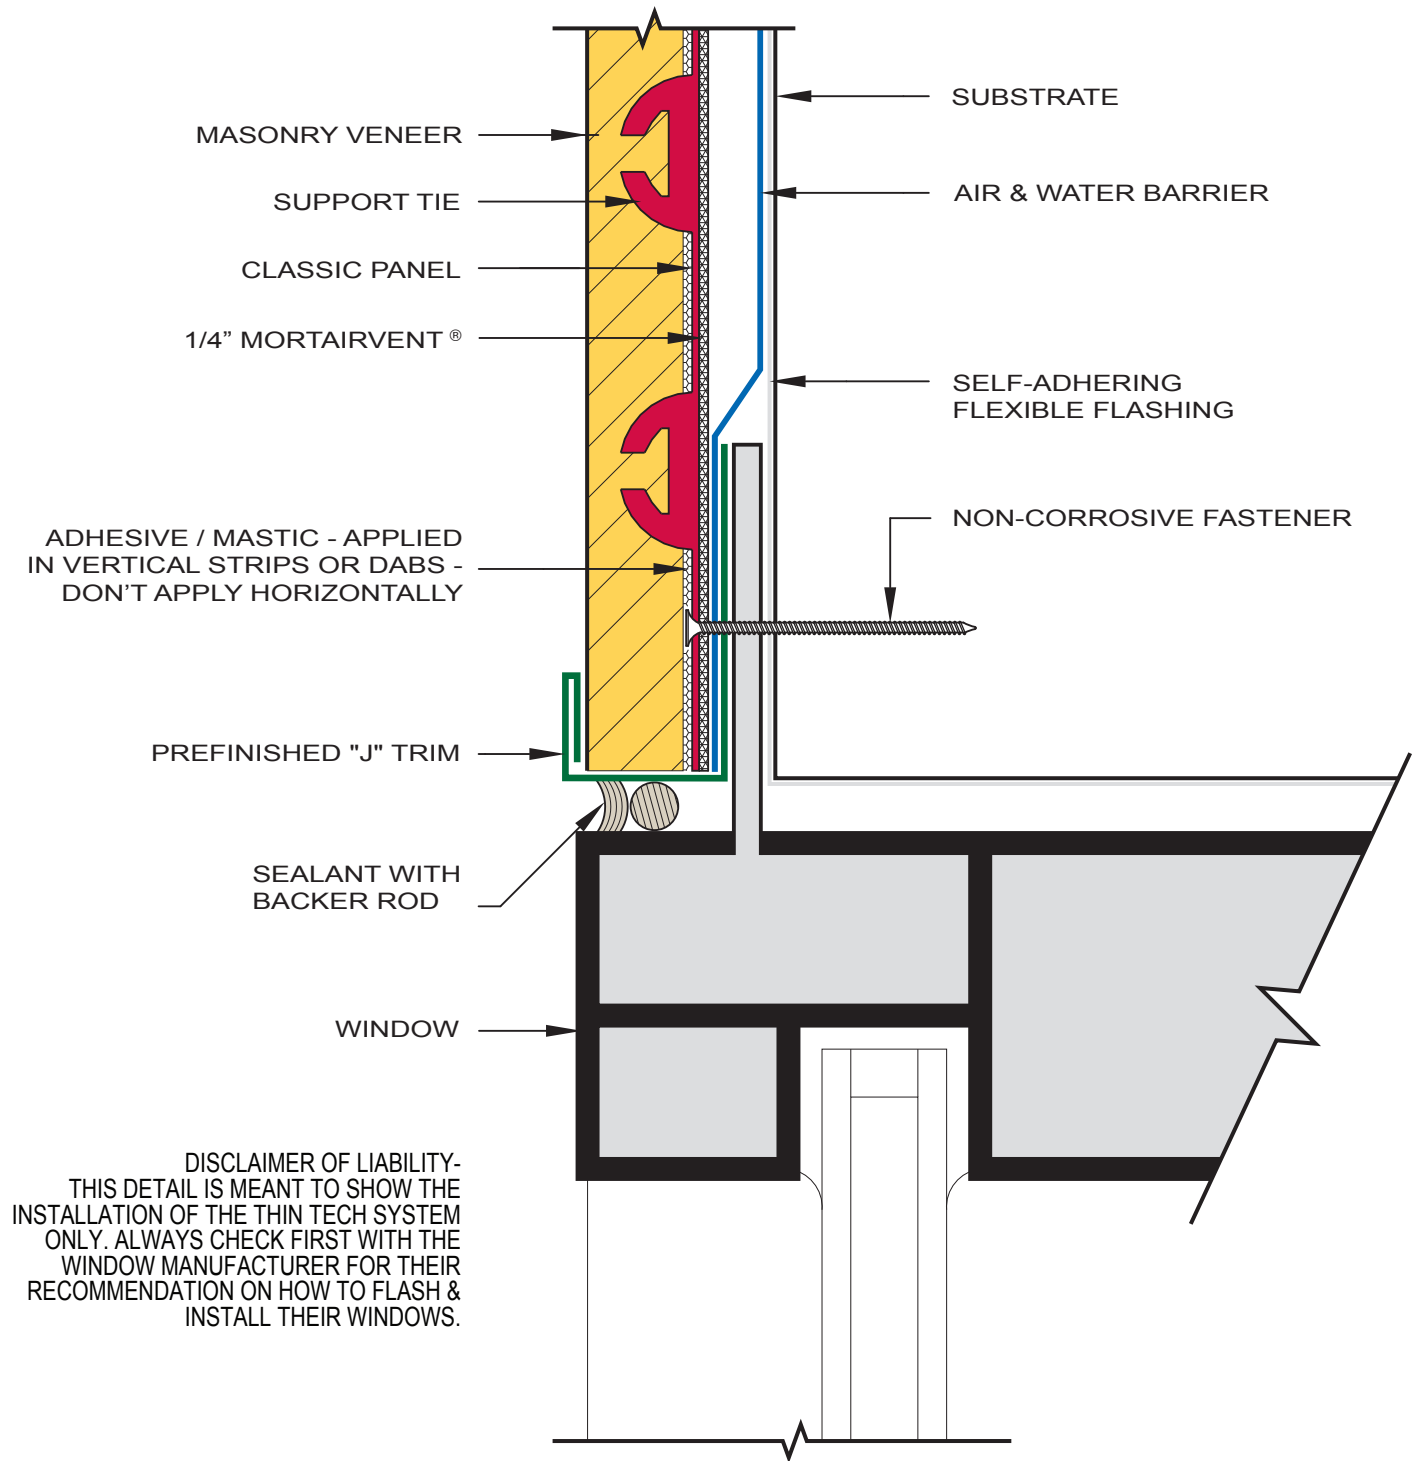 MASONRY VENEER
SUPPORT TIE
CLASSIC PANEL
1/4” MORTAIRVENT ®
ADHESIVE / MASTIC - APPLIED
IN VERTICAL STRIPS OR DABS -
DON’T APPLY HORIZONTALLY
PREFINISHED "J" TRIM
SEALANT WITH
BACKER ROD
WINDOW
DISCLAIMER OF LIABILITY-
THIS DETAIL IS MEANT TO SHOW THE
INSTALLATION OF THE THIN TECH SYSTEM
ONLY. ALWAYS CHECK FIRST WITH THE
WINDOW MANUFACTURER FOR THEIR
RECOMMENDATION ON HOW TO FLASH &
INSTALL THEIR WINDOWS.
SUBSTRATE
AIR & WATER BARRIER
SELF-ADHERING
FLEXIBLE FLASHING
NON-CORROSIVE FASTENER